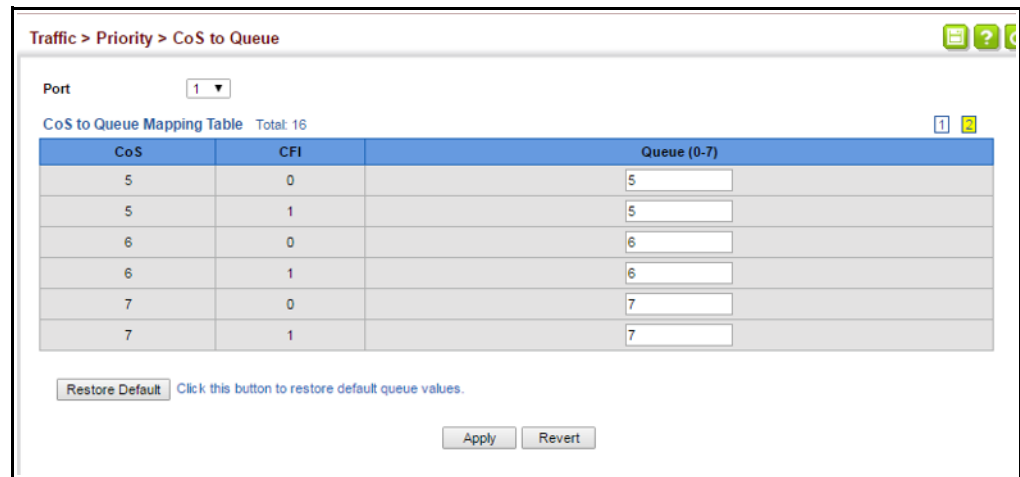 Traffic > Priority > CoS to Queue
?
Port 1
CoS to Queue Mapping Table Total: 16 1 2
CoS CFI Queue (0-7)
5 0 5
5 1 5
6 0 6
6 1 6
7 0 7
7 1 7
Restore Default Click this button to restore default queue values.
Apply Revert